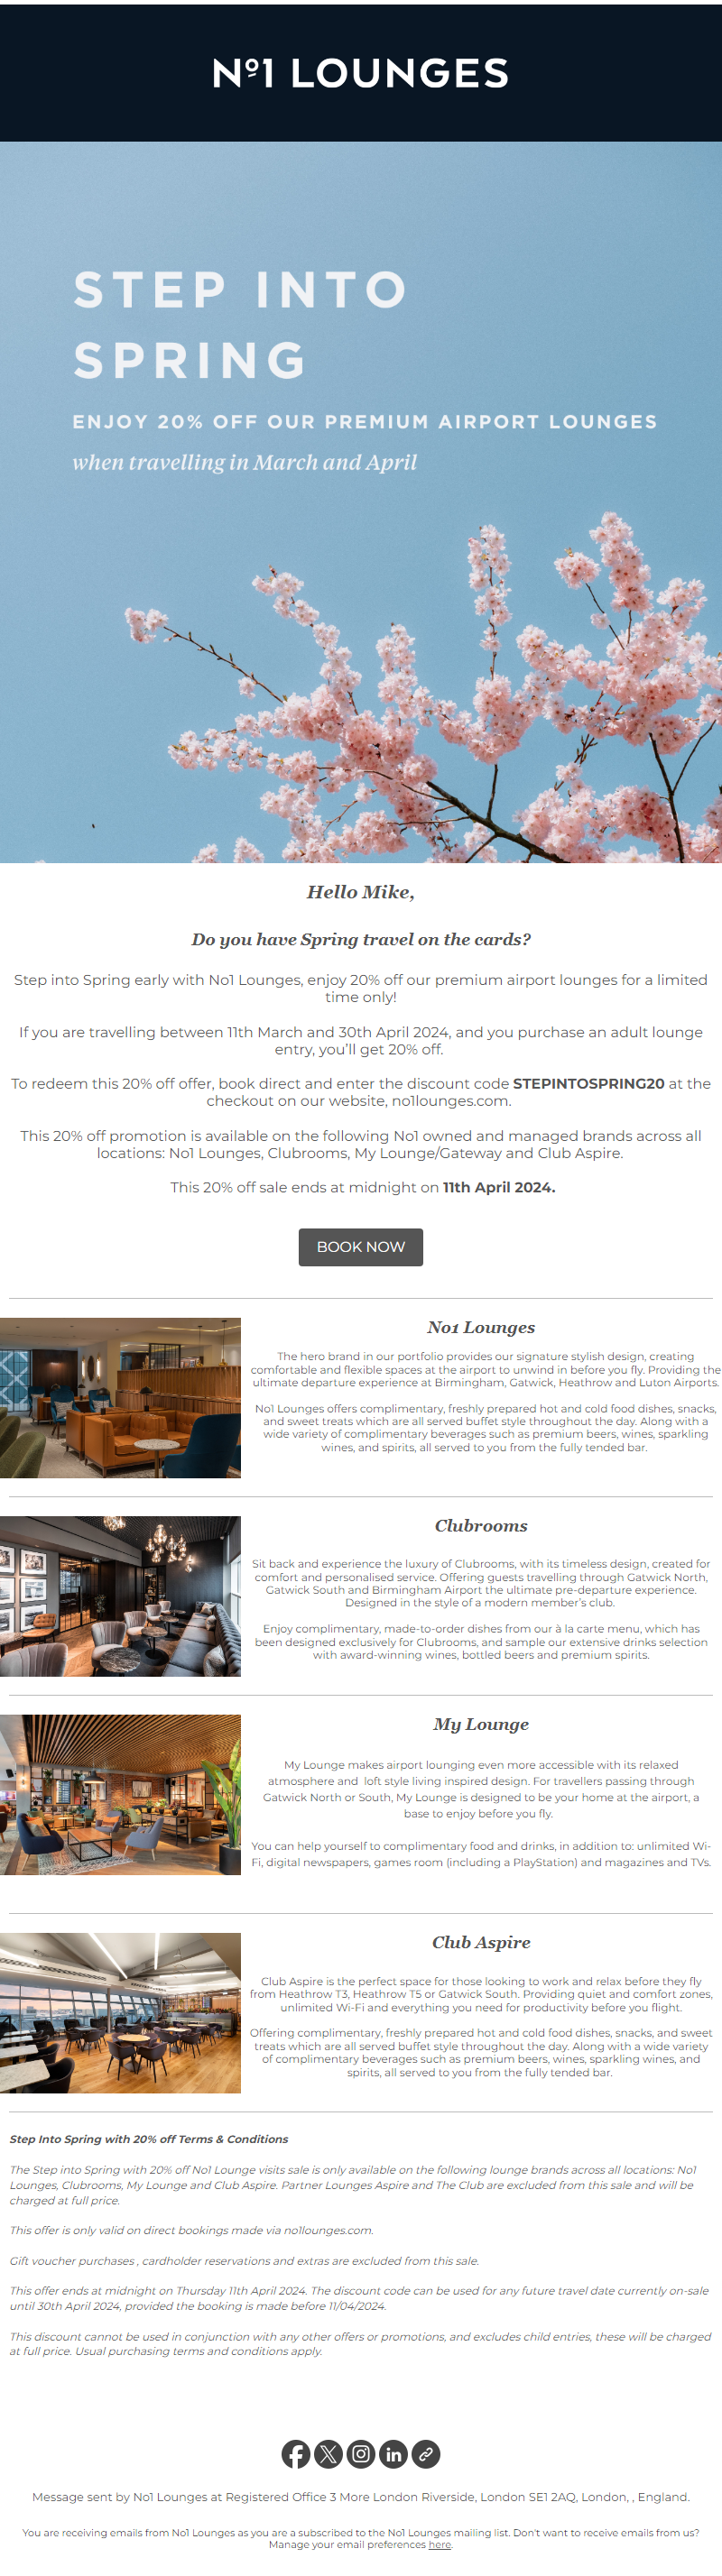 Nº1 LOUNGES
STEP INTO
SPRING
ENJOY 20% OFF OUR PREMIUM AIRPORT LOUNGES
when travelling in March and April
Hello Mike,
Do you have Spring travel on the cards?
Step into Spring early with No1 Lounges, enjoy 20% off our premium airport lounges for a limited
time only!
If you are travelling between 11th March and 30th April 2024, and you purchase an adult lounge
entry, you'll get 20% off.
To redeem this 20% off offer, book direct and enter the discount code STEPINTOSPRING20 at the
checkout on our website, no1lounges.com.
This 20% off promotion is available on the following No1 owned and managed brands across all
locations: No1 Lounges, Clubrooms, My Lounge/Gateway and Club Aspire.
This 20% off sale ends at midnight on 11th April 2024.
BOOK NOW
No1 Lounges
The hero brand in our portfolio provides our signature stylish design, creating
comfortable and flexible spaces at the airport to unwind in before you fly. Providing the
ultimate departure experience at Birmingham, Gatwick, Heathrow and Luton Airports.
No1 Lounges offers complimentary, freshly prepared hot and cold food dishes, snacks,
and sweet treats which are all served buffet style throughout the day. Along with a
wide variety of complimentary beverages such as premium beers, wines, sparkling
wines, and spirits, all served to you from the fully tended bar.
Clubrooms
Sit back and experience the luxury of Clubrooms, with its timeless design, created for
comfort and personalised service. Offering guests travelling through Gatwick North,
Gatwick South and Birmingham Airport the ultimate pre-departure experience.
Designed in the style of a modern member's club.
Enjoy complimentary, made-to-order dishes from our à la carte menu, which has
been designed exclusively for Clubrooms, and sample our extensive drinks selection
with award-winning wines, bottled beers and premium spirits.
My Lounge
My Lounge makes airport lounging even more accessible with its relaxed
atmosphere and loft style living inspired design. For travellers passing through
Gatwick North or South, My Lounge is designed to be your home at the airport, a
base to enjoy before you fly.
You can help yourself to complimentary food and drinks, in addition to: unlimited Wi-
Fi, digital newspapers, games room (including a PlayStation) and magazines and TVs.
Club Aspire
Club Aspire is the perfect space for those looking to work and relax before they fly
from Heathrow T3, Heathrow T5 or Gatwick South. Providing quiet and comfort zones,
unlimited Wi-Fi and everything you need for productivity before you flight.
Offering complimentary, freshly prepared hot and cold food dishes, snacks, and sweet
treats which are all served buffet style throughout the day. Along with a wide variety
of complimentary beverages such as premium beers, wines, sparkling wines, and
spirits, all served to you from the fully tended bar.
Step Into Spring with 20% off Terms & Conditions
The Step into Spring with 20% off No1 Lounge visits sale is only available on the following lounge brands across all locations: No1
Lounges, Clubrooms, My Lounge and Club Aspire. Partner Lounges Aspire and The Club are excluded from this sale and will be
charged at full price.
This offer is only valid on direct bookings made via no1lounges.com.
Gift voucher purchases , cardholder reservations and extras are excluded from this sale.
This offer ends at midnight on Thursday 11th April 2024. The discount code can be used for any future travel date currently on-sale
until 30th April 2024, provided the booking is made before 11/04/2024.
This discount cannot be used in conjunction with any other offers or promotions, and excludes child entries, these will be charged
at full price. Usual purchasing terms and conditions apply.
Message sent by No1 Lounges at Registered Office 3 More London Riverside, London SE1 2AQ, London, , England.
You are receiving emails from No1 Lounges as you are a subscribed to the No1 Lounges mailing list. Don't want to receive emails from us?
Manage your email preferences here.